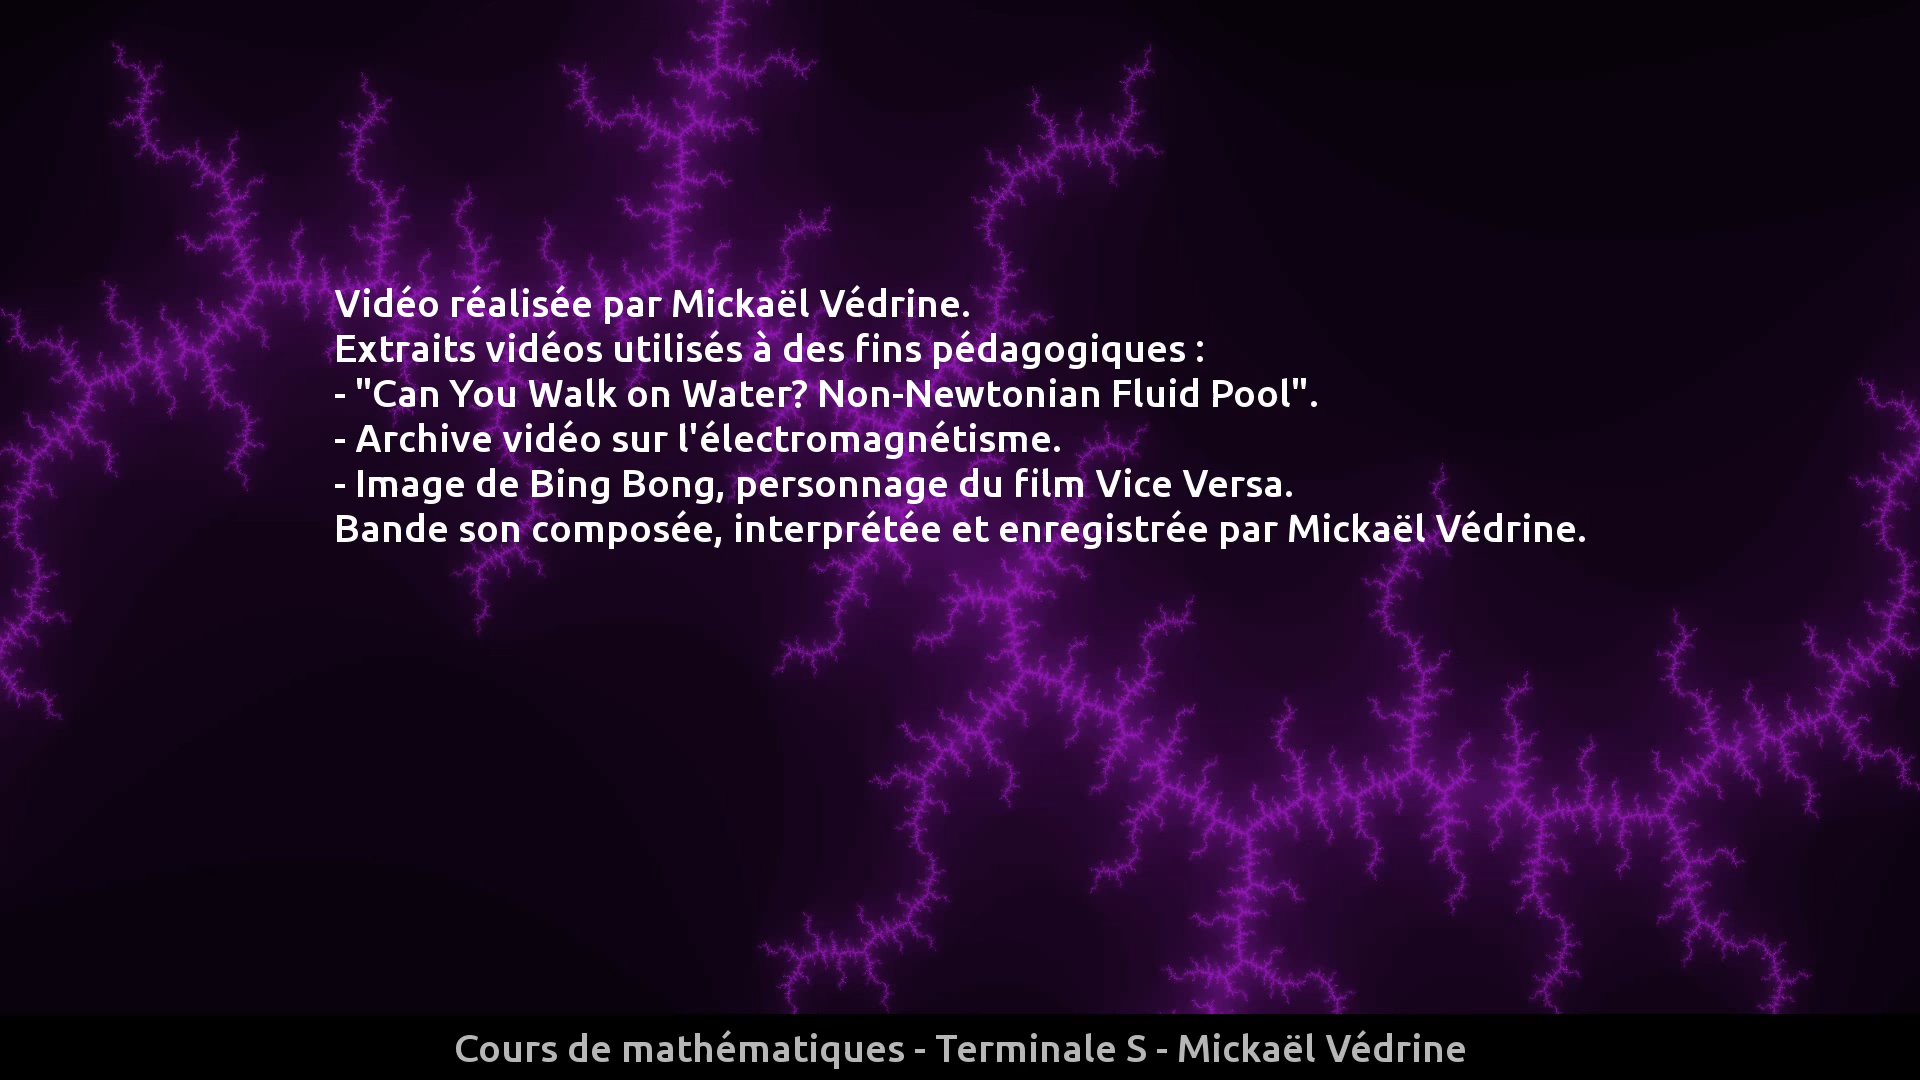 Vidéo réalisée par Mickaël Védrine.
Extraits vidéos utilisés à des fins pédagogiques :
- "Can You Walk on Water? Non-Newtonian Fluid Pool".
- Archive vidéo sur l'électromagnétisme.
- Image de Bing Bong, personnage du film Vice Versa.
Bande son composée, interprétée et enregistrée par Mickaël Védrine.
Cours de mathématiques - Terminale S - Mickaël Védrine